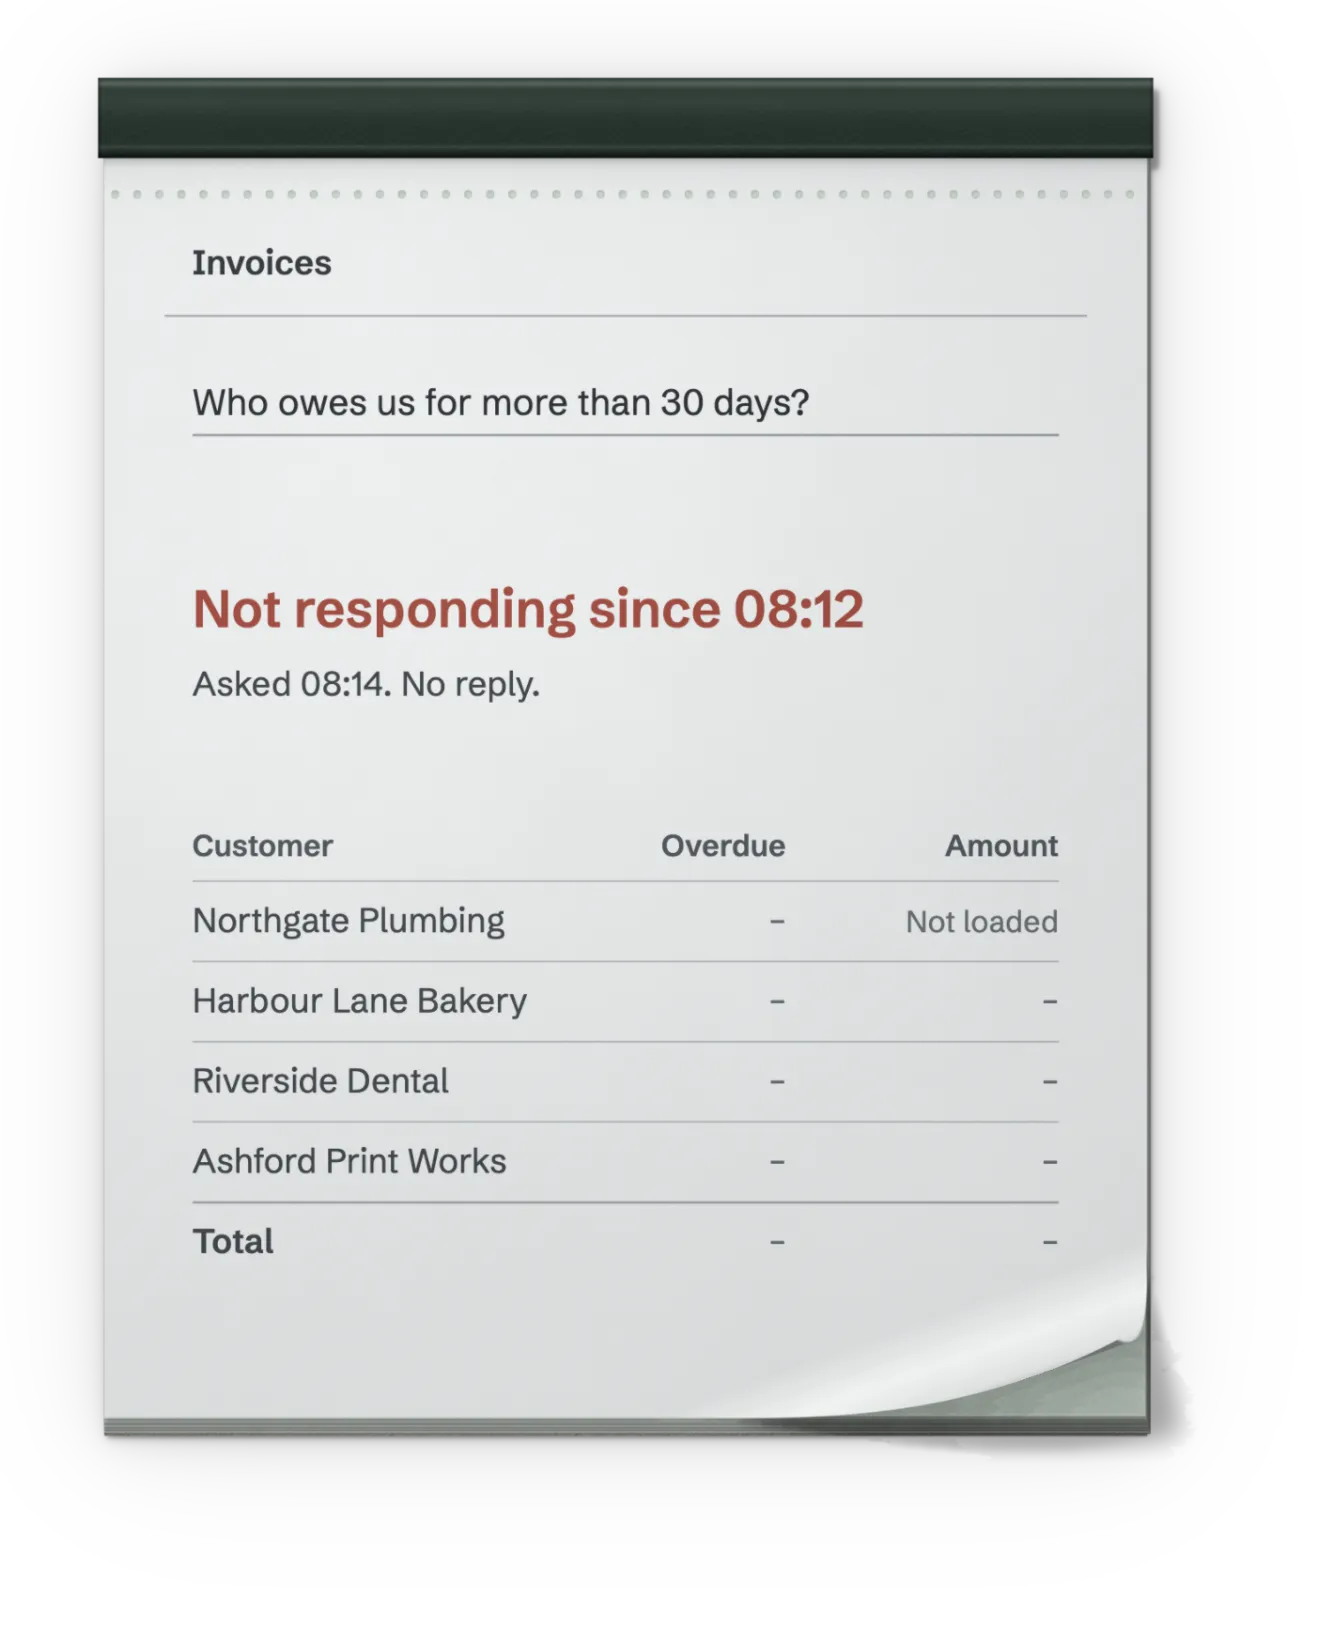 Invoices
Who owes us for more than 30 days?
Not responding since 08:12
Asked 08:14. No reply.
Customer Overdue Amount
Northgate Plumbing – Not loaded
Harbour Lane Bakery – –
Riverside Dental – –
Ashford Print Works – –
Total – –